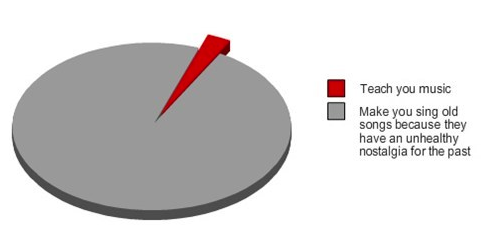 Teach you music
Make you sing old
songs because they
have an unhealthy
nostalgia for the past